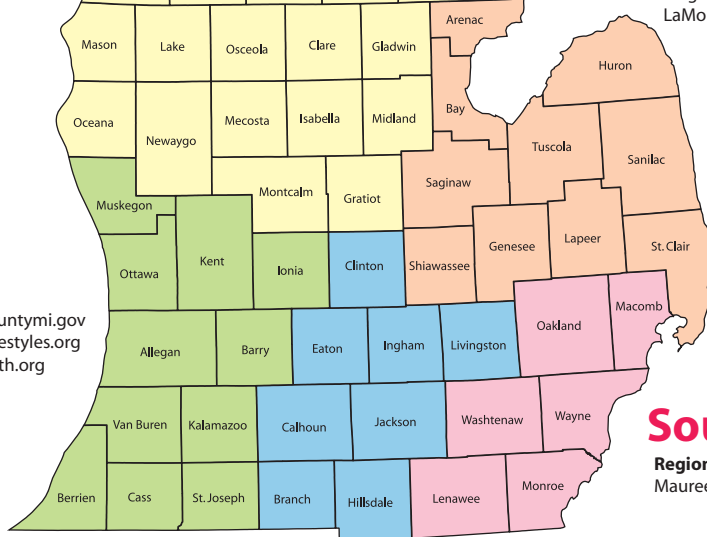 Arenac
LaMo
Mason
Lake
Osceola
Clare
Gladwin
Huron
Bay
Oceana
Newaygo
Mecosta
Isabella
Midland
Tuscola
Sanilac
Muskegon
Montcalm
Gratiot
Saginaw
Ottawa
Kent
Ionia
Clinton
Shiawassee
Genesee
Lapeer
St. Clair
untymi.gov
estyles.org
th.org
Allegan
Barry
Eaton
Ingham
Livingston
Oakland
Macomb
Van Buren
Kalamazoo
Calhoun
Jackson
Washtenaw
Wayne
Sou
Region
Mauree
Berrien
Cass
St. Joseph
Branch
Hillsdale
Lenawee
Monroe